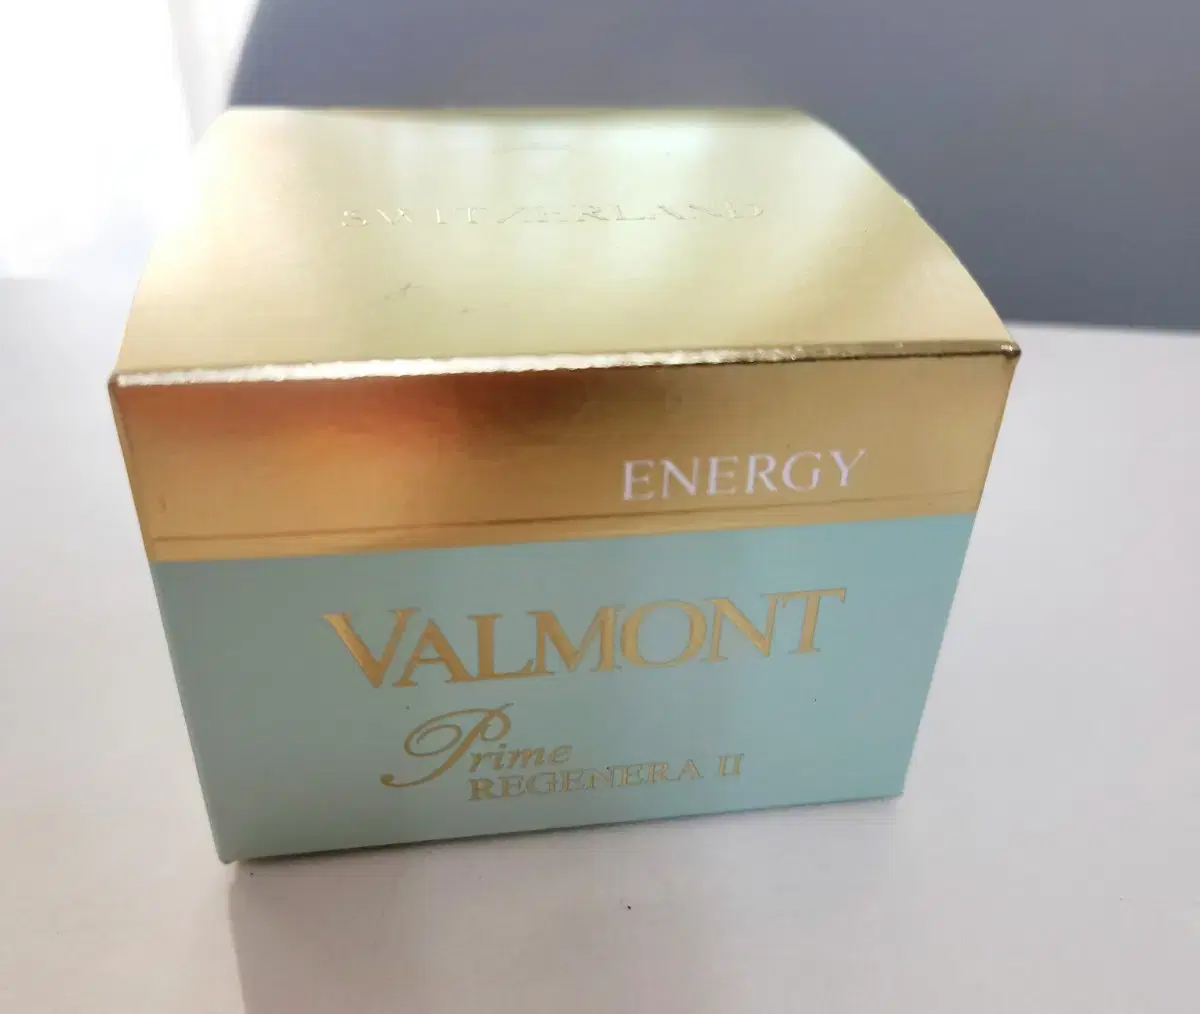 SWITZERLAND
ENERGY
VALMONT
Prime
REGENERA II